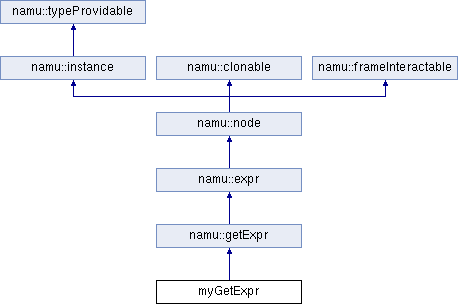 namu::typeProvidable
namu::instance
namu::clonable
namu::frameInteractable
namu::node
namu::expr
namu::getExpr
myGetExpr